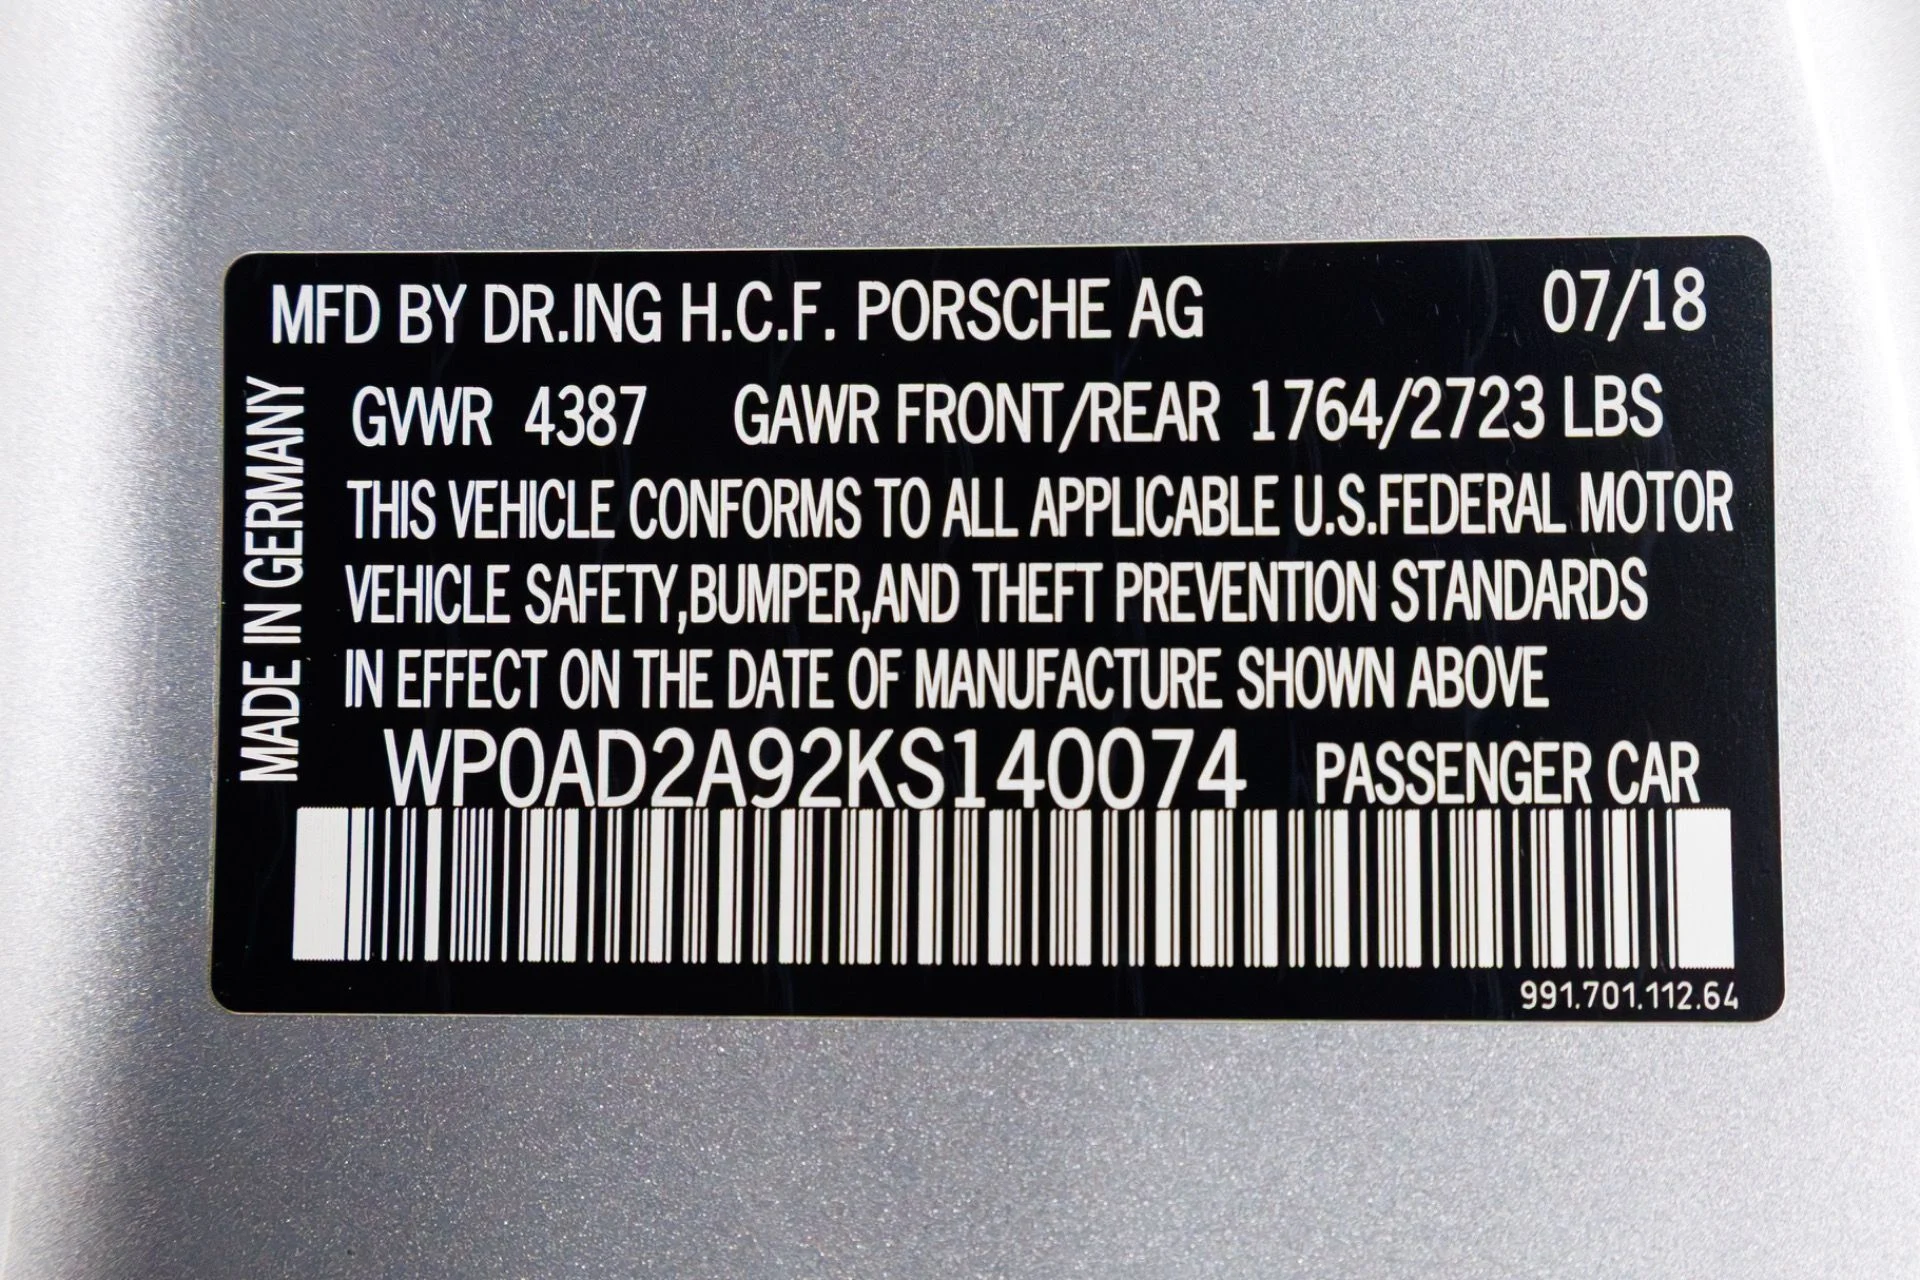 MFD BY DR.ING H.C.F. PORSCHE AG 07/18
GVWR 4387 GAWR FRONT/REAR 1764/2723 LBS
THIS VEHICLE CONFORMS TO ALL APPLICABLE U.S.FEDERAL MOTOR
VEHICLE SAFETY,BUMPER,AND THEFT PREVENTION STANDARDS
IN EFFECT ON THE DATE OF MANUFACTURE SHOWN ABOVE
WP0AD2A92KS140074 PASSENGER CAR
991.701.112.64
MADE IN GERMANY